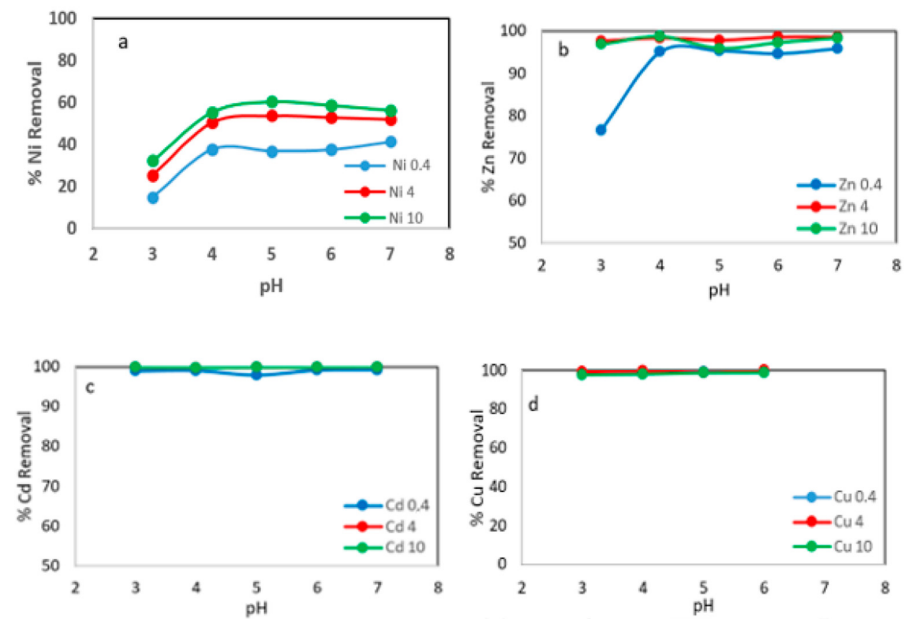 a
% Ni Removal
100
80
60
40
20
0
2 3 4 5 6 7 8
pH
Ni 0.4
Ni 4
Ni 10
b
% Zn Removal
100
90
80
70
60
50
2 3 4 5 6 7 8
pH
Zn 0.4
Zn 4
Zn 10
c
% Cd Removal
100
90
80
70
60
50
2 3 4 5 6 7 8
pH
Cd 0.4
Cd 4
Cd 10
d
% Cu Removal
100
80
60
40
20
0
2 3 4 5 6 7 8
pH
Cu 0.4
Cu 4
Cu 10